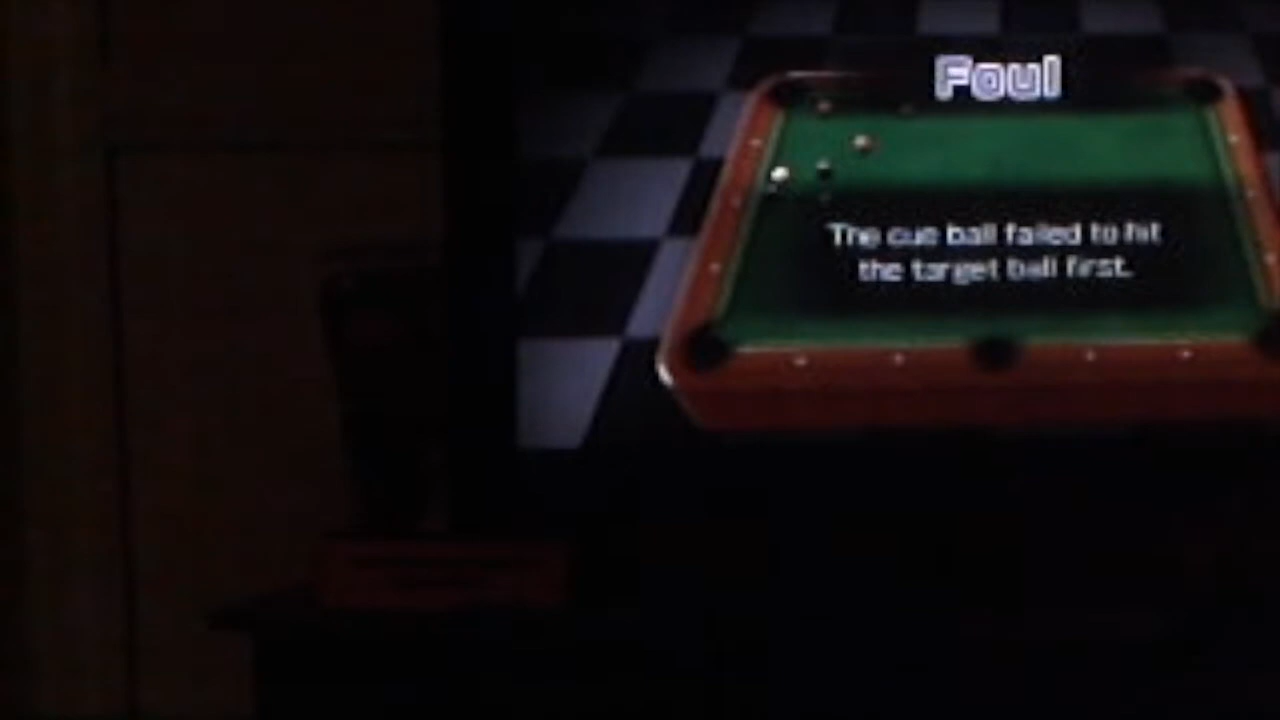 Foul
The cue ball failed to hit
the target ball first.